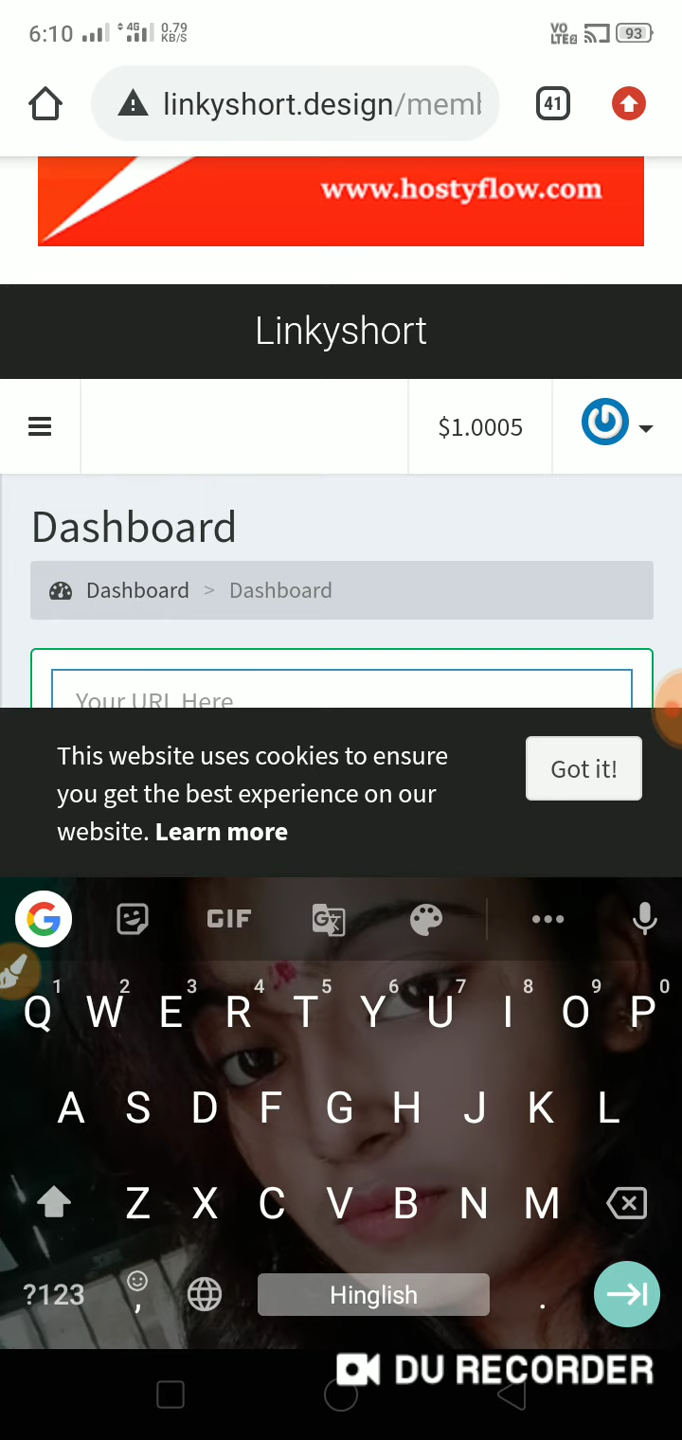 6:10 4G 0.79 KB/S VO LTE2 93
linkyshort.design/memb 41
www.hostyflow.com
Linkyshort
$1.0005
Dashboard
Dashboard > Dashboard
Your URL Here
This website uses cookies to ensure
you get the best experience on our
website. Learn more
Got it!
G GIF G
1 2 3 4 5 6 7 8 9 0
Q W E R T Y U I O P
A S D F G H J K L
Z X C V B N M
?123 , Hinglish .
DU RECORDER